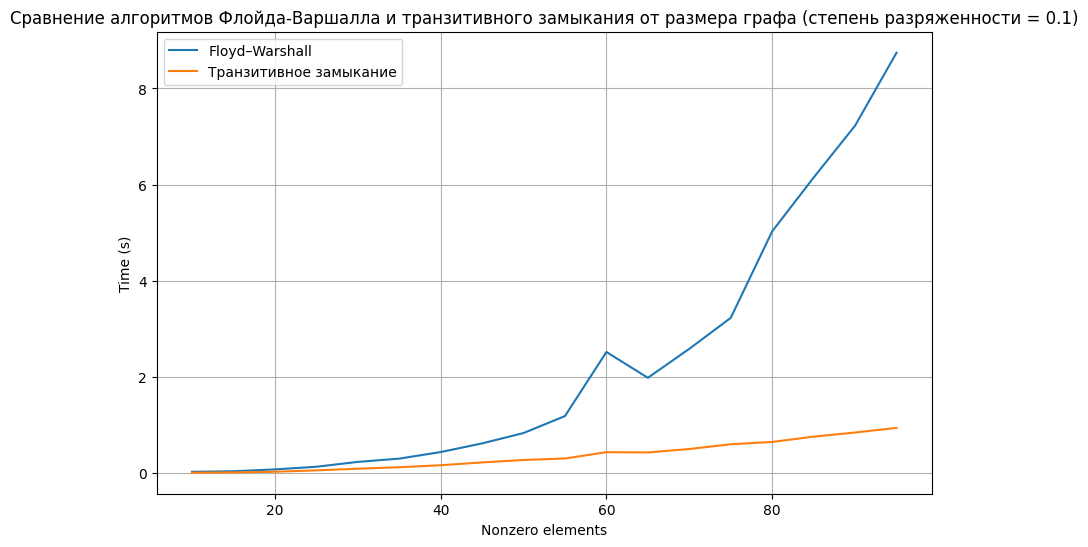 Сравнение алгоритмов Флойда-Варшалла и транзитивного замыкания от размера графа (степень разряженности = 0.1)
Floyd–Warshall
Транзитивное замыкание
8
6
4
2
0
Time (s)
20 40 60 80
Nonzero elements